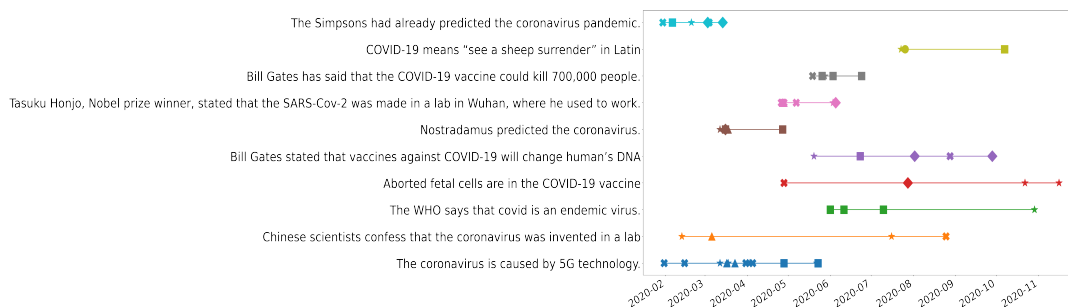 The Simpsons had already predicted the coronavirus pandemic.
COVID-19 means “see a sheep surrender” in Latin
Bill Gates has said that the COVID-19 vaccine could kill 700,000 people.
Tasuku Honjo, Nobel prize winner, stated that the SARS-Cov-2 was made in a lab in Wuhan, where he used to work.
Nostradamus predicted the coronavirus.
Bill Gates stated that vaccines against COVID-19 will change human’s DNA
Aborted fetal cells are in the COVID-19 vaccine
The WHO says that covid is an endemic virus.
Chinese scientists confess that the coronavirus was invented in a lab
The coronavirus is caused by 5G technology.
2020-02 2020-03 2020-04 2020-05 2020-06 2020-07 2020-08 2020-09 2020-10 2020-11